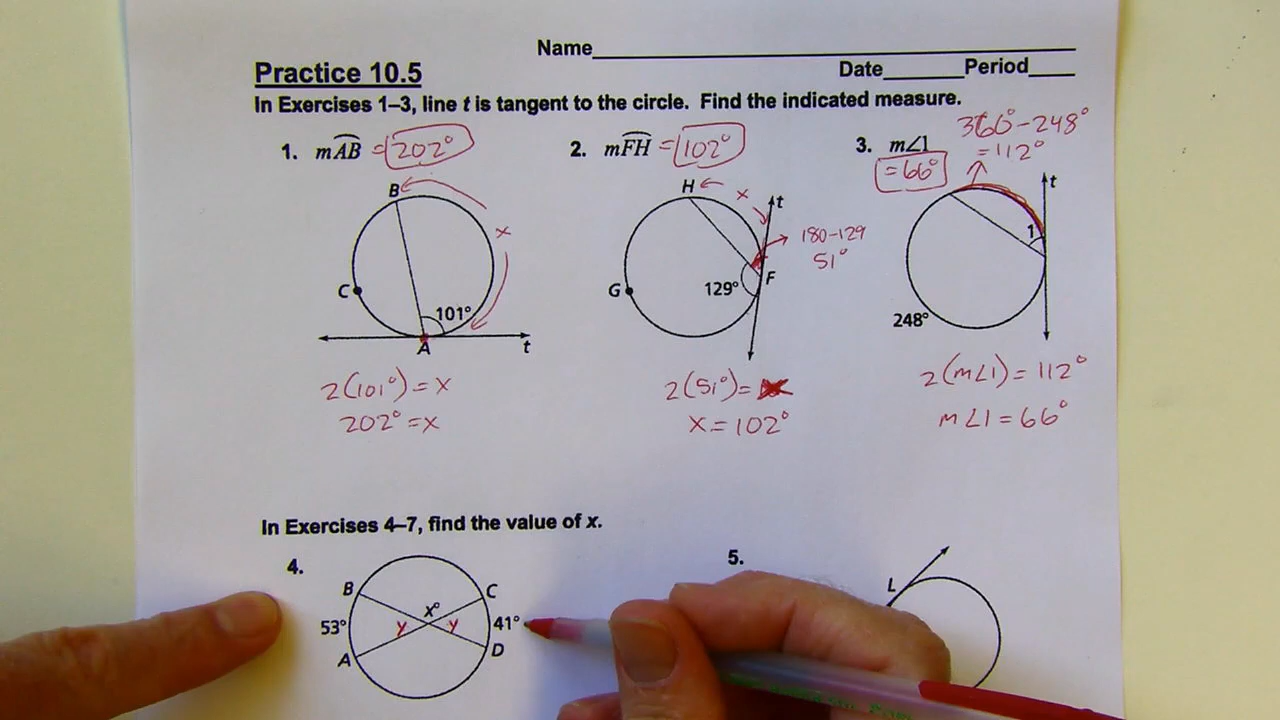 Name
Practice 10.5
Date Period
In Exercises 1–3, line t is tangent to the circle. Find the indicated measure.
1. mAB = 202°
2. mFH = 102°
3. m∠1 = 66°
360° - 248°
= 112°
B
x
C
101°
A
t
2(101°) = x
202° = x
H
x
t
180-129
51°
G
129°
F
2(51°) =
x = 102°
t
1
248°
2(m∠1) = 112°
m∠1 = 66°
In Exercises 4–7, find the value of x.
4.
B
C
x°
53°
y
y
41°
A
D
5.
L